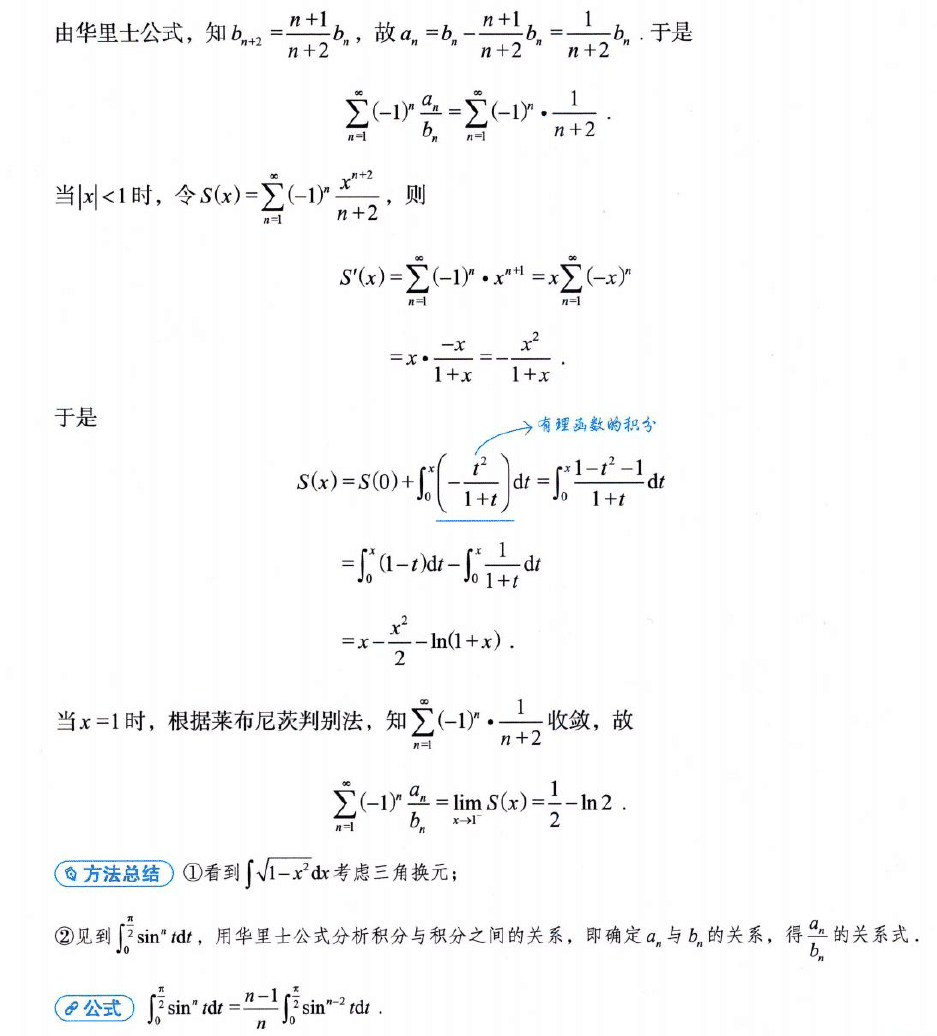 由华里士公式，知 $b_{n+2}=\frac{n+1}{n+2}b_n$，故 $a_n=b_n-\frac{n+1}{n+2}b_n=\frac{1}{n+2}b_n$．于是
$\sum_{n=1}^{\infty}(-1)^n\frac{a_n}{b_n}=\sum_{n=1}^{\infty}(-1)^n\cdot\frac{1}{n+2}$．
当$|x|<1$时，令 $S(x)=\sum_{n=1}^{\infty}(-1)^n\frac{x^{n+2}}{n+2}$，则
$S'(x)=\sum_{n=1}^{\infty}(-1)^n\cdot x^{n+1}=x\sum_{n=1}^{\infty}(-x)^n$
$=x\cdot\frac{-x}{1+x}=-\frac{x^2}{1+x}$．
于是
有理函数的积分
$S(x)=S(0)+\int_0^x\left(-\frac{t^2}{1+t}\right)dt=\int_0^x\frac{1-t^2-1}{1+t}dt$
$=\int_0^x(1-t)dt-\int_0^x\frac{1}{1+t}dt$
$=x-\frac{x^2}{2}-\ln(1+x)$．
当$x=1$时，根据莱布尼茨判别法，知 $\sum_{n=1}^{\infty}(-1)^n\cdot\frac{1}{n+2}$收敛，故
$\sum_{n=1}^{\infty}(-1)^n\frac{a_n}{b_n}=\lim_{x\to1^-}S(x)=\frac{1}{2}-\ln 2$．
方法总结 ①看到$\int\sqrt{1-x^2}dx$考虑三角换元；
②见到$\int_0^{\frac{\pi}{2}}\sin^n tdt$，用华里士公式分析积分与积分之间的关系，即确定$a_n$与$b_n$的关系，得$\frac{a_n}{b_n}$的关系式．
公式 $\int_0^{\frac{\pi}{2}}\sin^n tdt=\frac{n-1}{n}\int_0^{\frac{\pi}{2}}\sin^{n-2}tdt$．